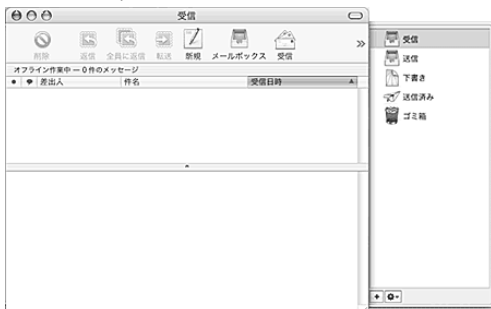 受信
削除 返信 全員に返信 転送 新規 メールボックス 受信
オフライン作業中 — 0 件のメッセージ
差出人 件名 受信日時
受信
送信
下書き
送信済み
ゴミ箱